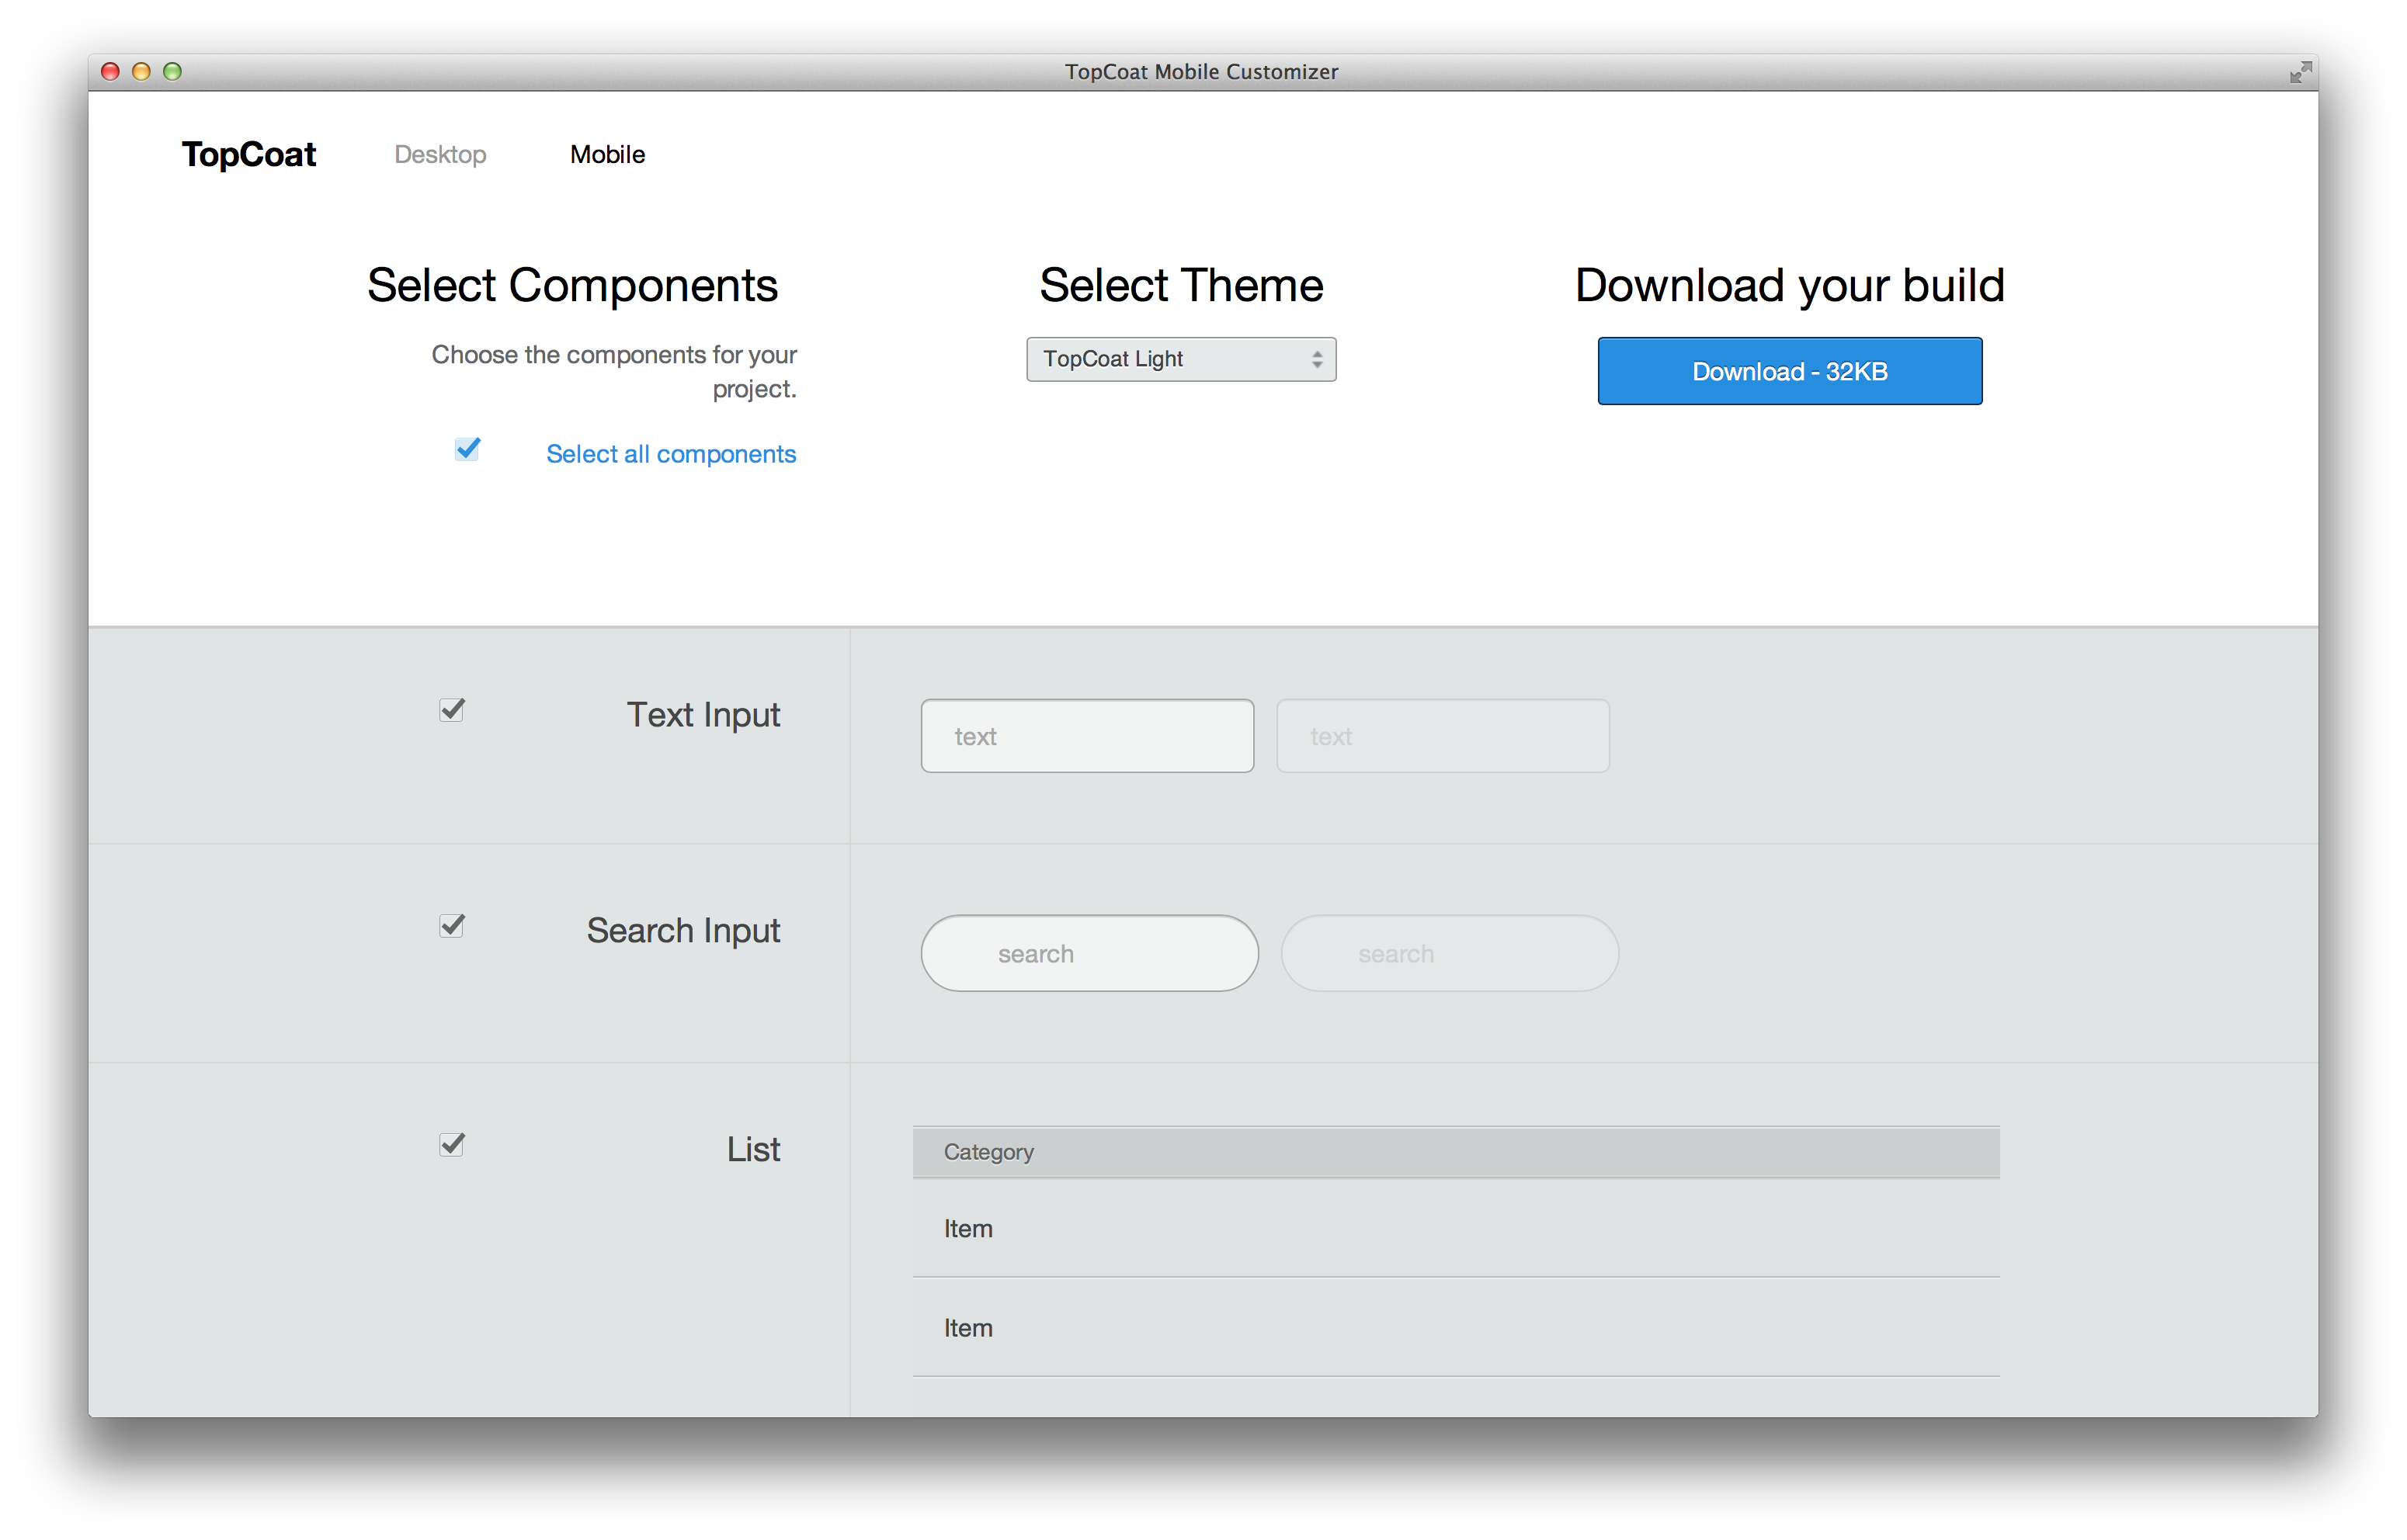 TopCoat Mobile Customizer
TopCoat
Desktop
Mobile
Select Components
Choose the components for your
project.
Select all components
Select Theme
TopCoat Light
Download your build
Download - 32KB
Text Input
text
text
Search Input
search
search
List
Category
Item
Item